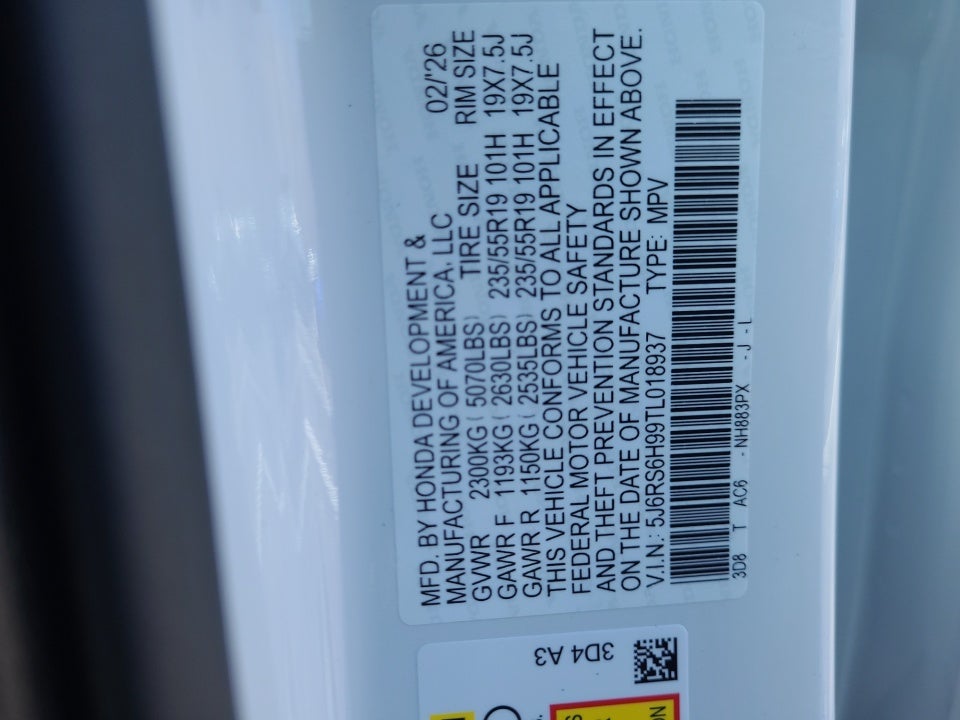 MFD. BY HONDA DEVELOPMENT &
MANUFACTURING OF AMERICA, LLC 02/'26
GVWR 2300KG ( 5070LBS) TIRE SIZE RIM SIZE
GAWR F 1193KG ( 2630LBS) 235/55R19 101H 19X7.5J
GAWR R 1150KG ( 2535LBS) 235/55R19 101H 19X7.5J
THIS VEHICLE CONFORMS TO ALL APPLICABLE
FEDERAL MOTOR VEHICLE SAFETY
AND THEFT PREVENTION STANDARDS IN EFFECT
ON THE DATE OF MANUFACTURE SHOWN ABOVE.
V.I.N.: 5J6RS6H99TL018937 TYPE: MPV
3D8 T AC6 - NH883PX - J - L
3D4 A3